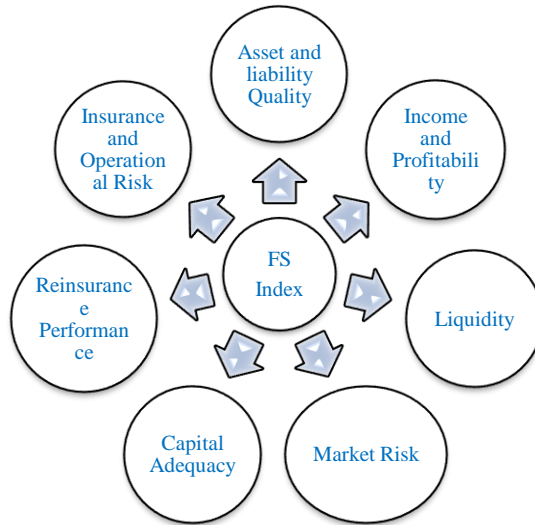 Asset and
liability
Quality
Income
and
Profitabili
ty
Liquidity
Market Risk
Capital
Adequacy
Reinsuranc
e
Performan
ce
Insurance
and
Operation
al Risk
FS
Index